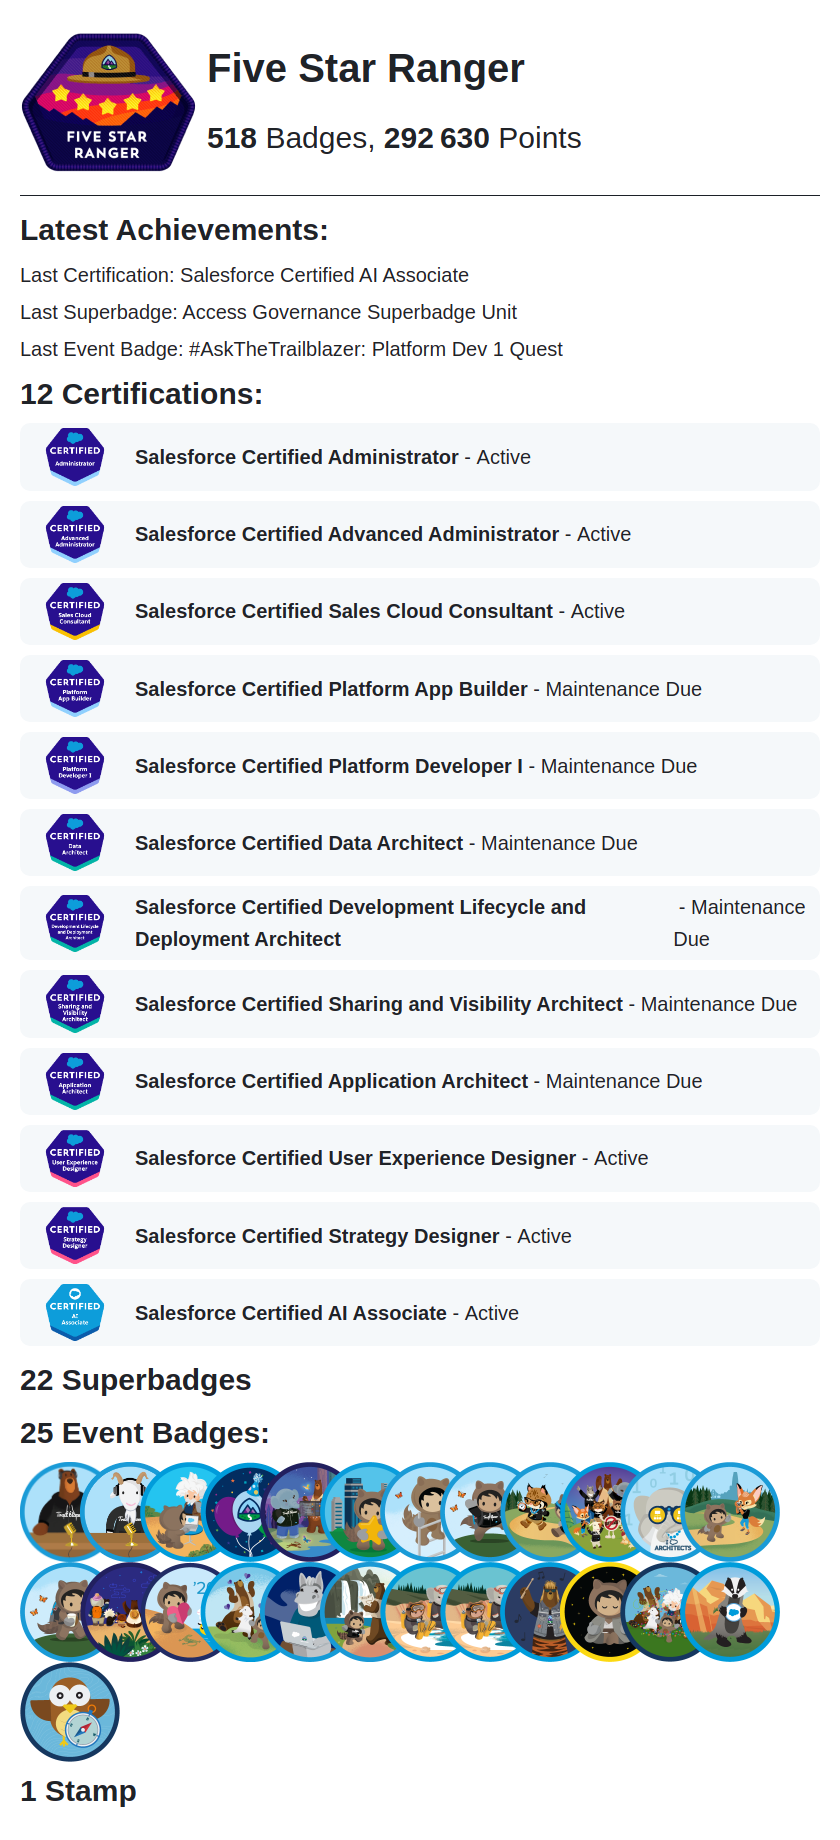 FIVE STAR
RANGER
Five Star Ranger
518 Badges, 292 630 Points
Latest Achievements:
Last Certification: Salesforce Certified AI Associate
Last Superbadge: Access Governance Superbadge Unit
Last Event Badge: #AskTheTrailblazer: Platform Dev 1 Quest
12 Certifications:
CERTIFIED
Administrator
Salesforce Certified Administrator - Active
CERTIFIED
Advanced
Administrator
Salesforce Certified Advanced Administrator - Active
CERTIFIED
Sales Cloud
Consultant
Salesforce Certified Sales Cloud Consultant - Active
CERTIFIED
Platform
App Builder
Salesforce Certified Platform App Builder - Maintenance Due
CERTIFIED
Platform
Developer I
Salesforce Certified Platform Developer I - Maintenance Due
CERTIFIED
Data
Architect
Salesforce Certified Data Architect - Maintenance Due
CERTIFIED
Development Lifecycle
and Deployment
Architect
Salesforce Certified Development Lifecycle and - Maintenance
Deployment Architect Due
CERTIFIED
Sharing and
Visibility
Architect
Salesforce Certified Sharing and Visibility Architect - Maintenance Due
CERTIFIED
Application
Architect
Salesforce Certified Application Architect - Maintenance Due
CERTIFIED
User Experience
Designer
Salesforce Certified User Experience Designer - Active
CERTIFIED
Strategy
Designer
Salesforce Certified Strategy Designer - Active
CERTIFIED
AI
Associate
Salesforce Certified AI Associate - Active
22 Superbadges
25 Event Badges:
ARCHITECTS
'2
1 Stamp